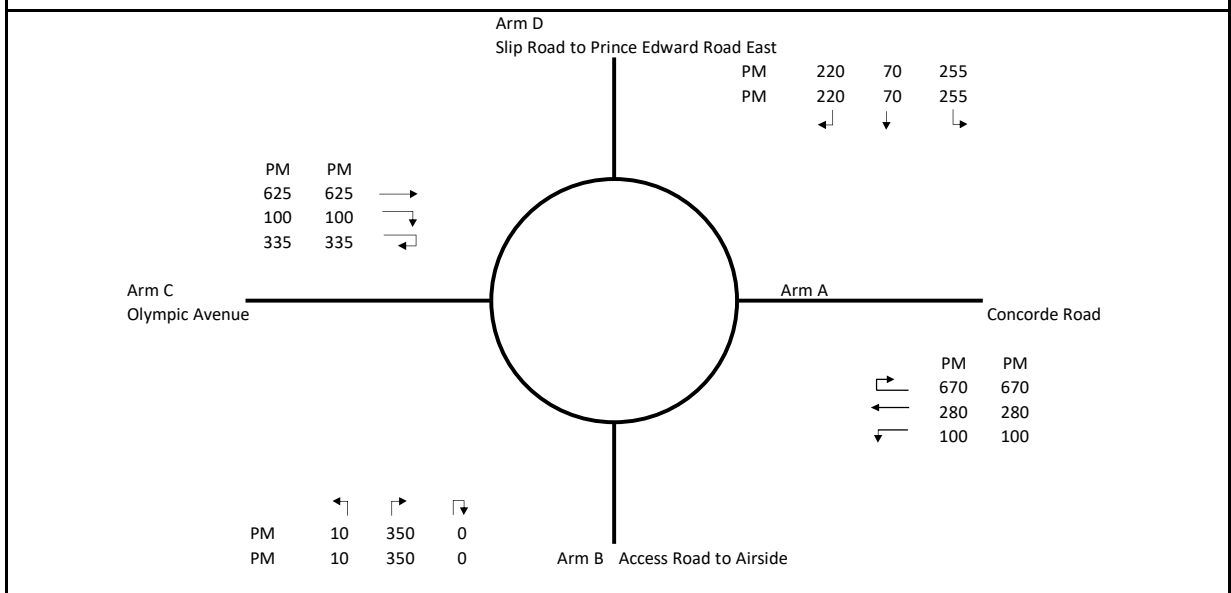 Arm D
Slip Road to Prince Edward Road East
PM 220 70 255
PM 220 70 255
PM PM
625 625
100 100
335 335
Arm C
Olympic Avenue
Arm A
Concorde Road
PM PM
670 670
280 280
100 100
PM 10 350 0
PM 10 350 0
Arm B Access Road to Airside